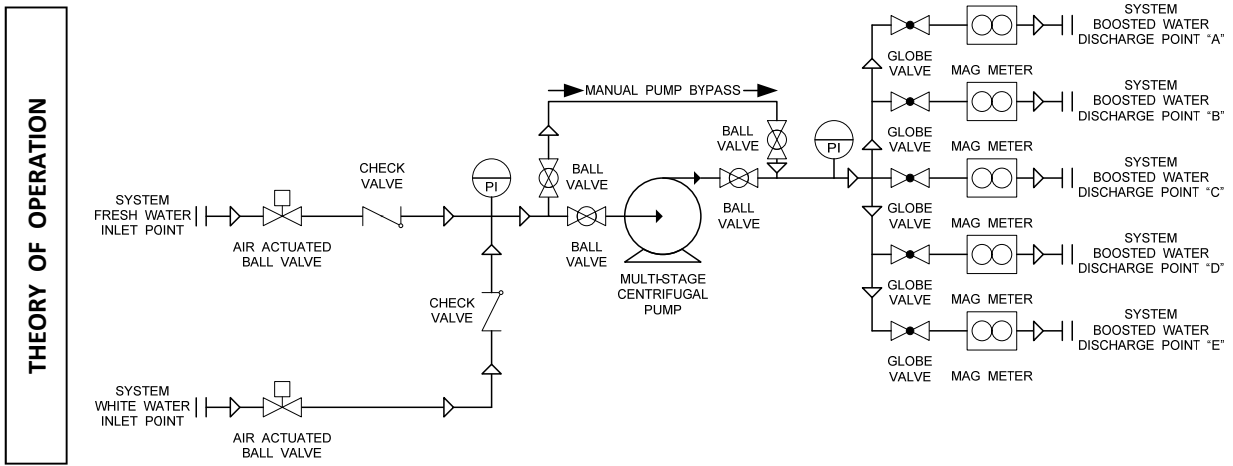 THEORY OF OPERATION
SYSTEM
FRESH WATER
INLET POINT
AIR ACTUATED
BALL VALVE
CHECK
VALVE
PI
SYSTEM
WHITE WATER
INLET POINT
AIR ACTUATED
BALL VALVE
CHECK
VALVE
MANUAL PUMP BYPASS
BALL
VALVE
BALL
VALVE
MULTI-STAGE
CENTRIFUGAL
PUMP
BALL
VALVE
BALL
VALVE
PI
GLOBE
VALVE
MAG METER
SYSTEM
BOOSTED WATER
DISCHARGE POINT "A"
GLOBE
VALVE
MAG METER
SYSTEM
BOOSTED WATER
DISCHARGE POINT "B"
GLOBE
VALVE
MAG METER
SYSTEM
BOOSTED WATER
DISCHARGE POINT "C"
GLOBE
VALVE
MAG METER
SYSTEM
BOOSTED WATER
DISCHARGE POINT "D"
GLOBE
VALVE
MAG METER
SYSTEM
BOOSTED WATER
DISCHARGE POINT "E"